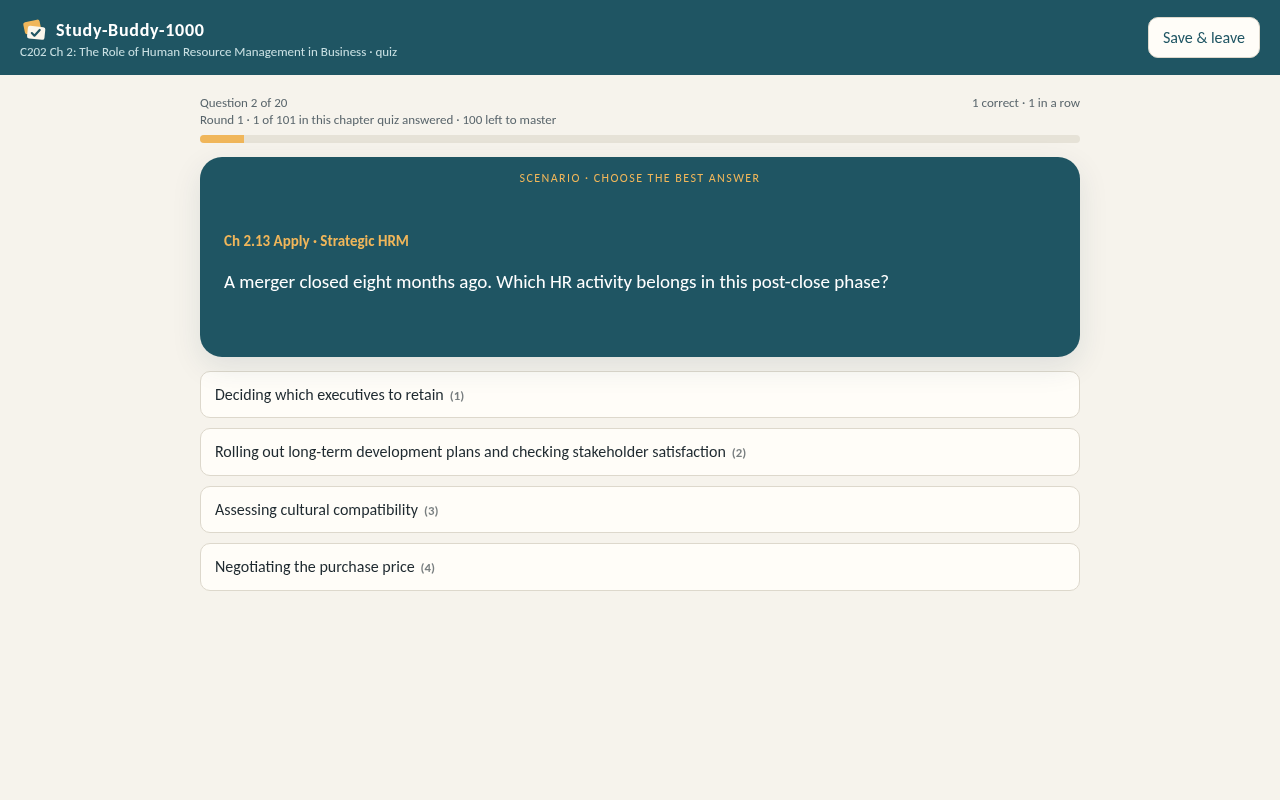 Study-Buddy-1000
C202 Ch 2: The Role of Human Resource Management in Business · quiz
Save & leave
Question 2 of 20
1 correct · 1 in a row
Round 1 · 1 of 101 in this chapter quiz answered · 100 left to master
SCENARIO · CHOOSE THE BEST ANSWER
Ch 2.13 Apply · Strategic HRM
A merger closed eight months ago. Which HR activity belongs in this post-close phase?
Deciding which executives to retain (1)
Rolling out long-term development plans and checking stakeholder satisfaction (2)
Assessing cultural compatibility (3)
Negotiating the purchase price (4)